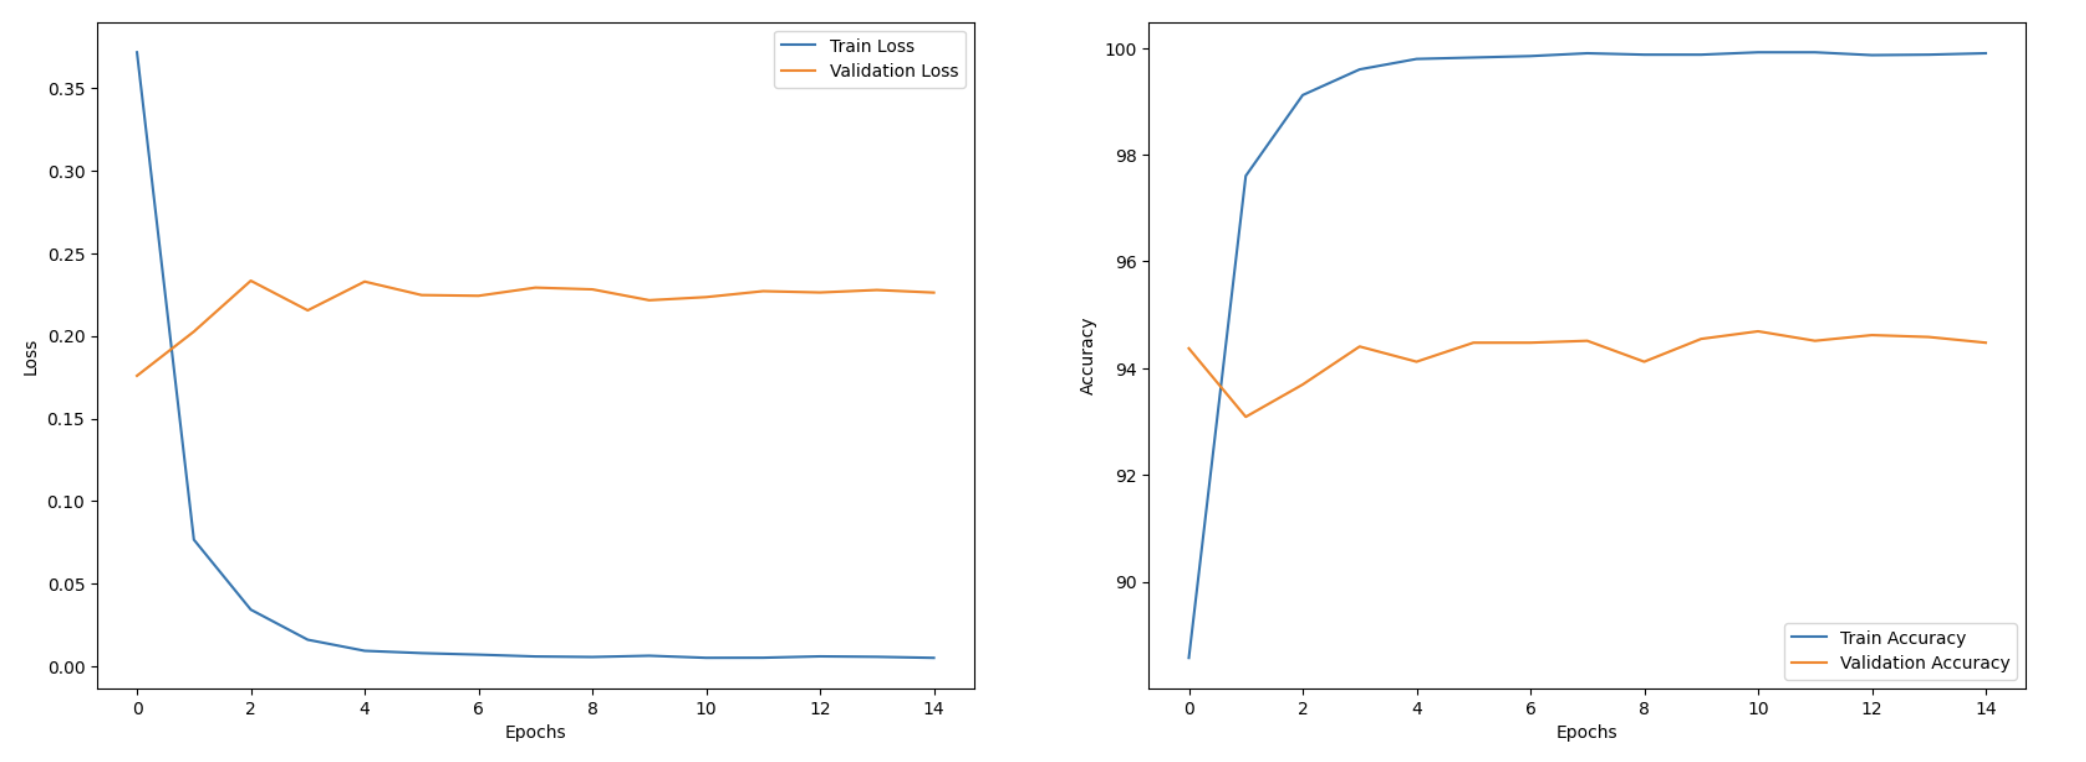 Train Loss
Validation Loss
0.35
0.30
0.25
0.20
0.15
0.10
0.05
0.00
Loss
0 2 4 6 8 10 12 14
Epochs
100
98
96
94
92
90
Accuracy
Train Accuracy
Validation Accuracy
0 2 4 6 8 10 12 14
Epochs